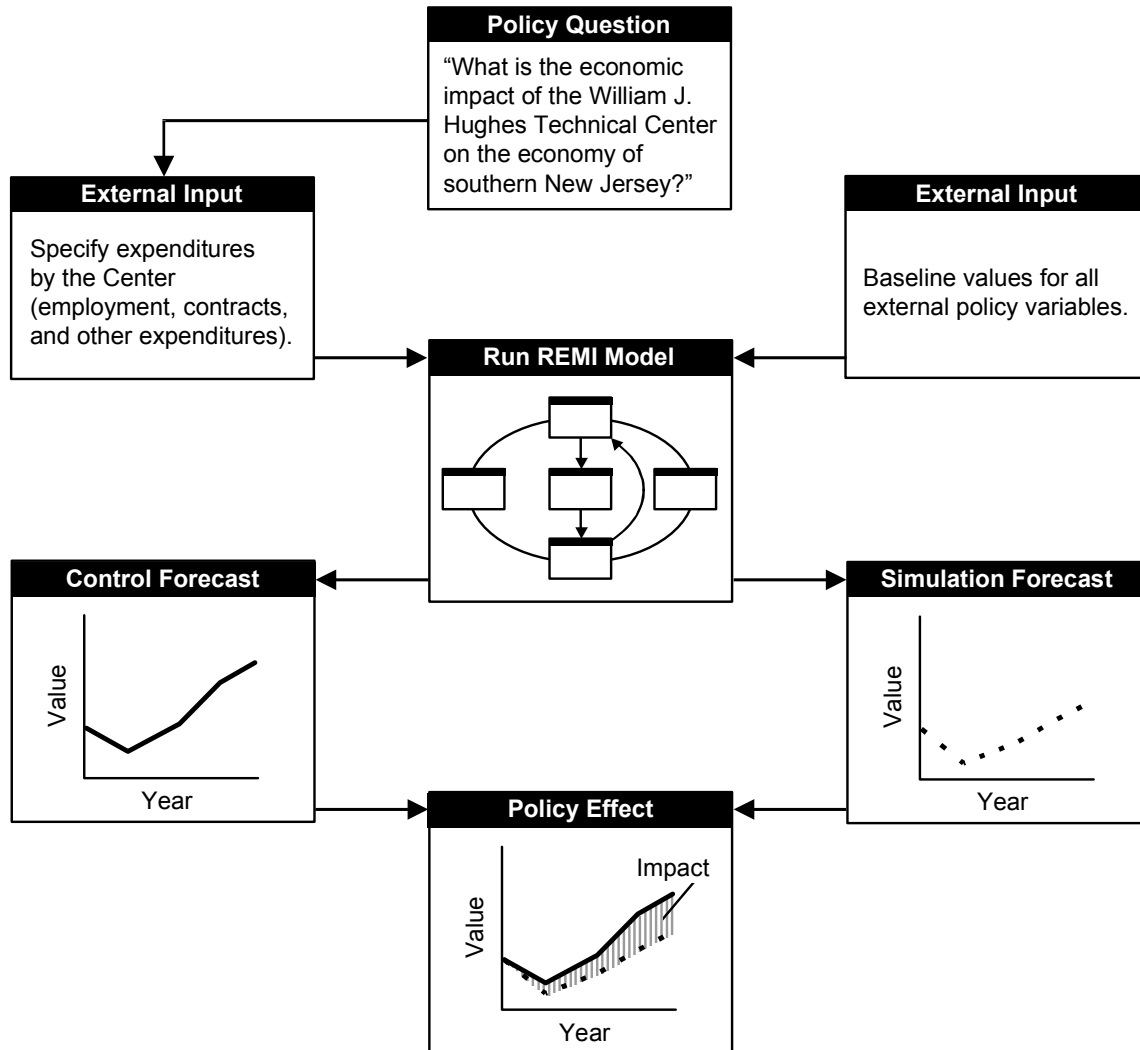 Policy Question
“What is the economic
impact of the William J.
Hughes Technical Center
on the economy of
southern New Jersey?”
External Input
Specify expenditures
by the Center
(employment, contracts,
and other expenditures).
External Input
Baseline values for all
external policy variables.
Run REMI Model
Control Forecast
Value
Year
Simulation Forecast
Value
Year
Policy Effect
Impact
Value
Year